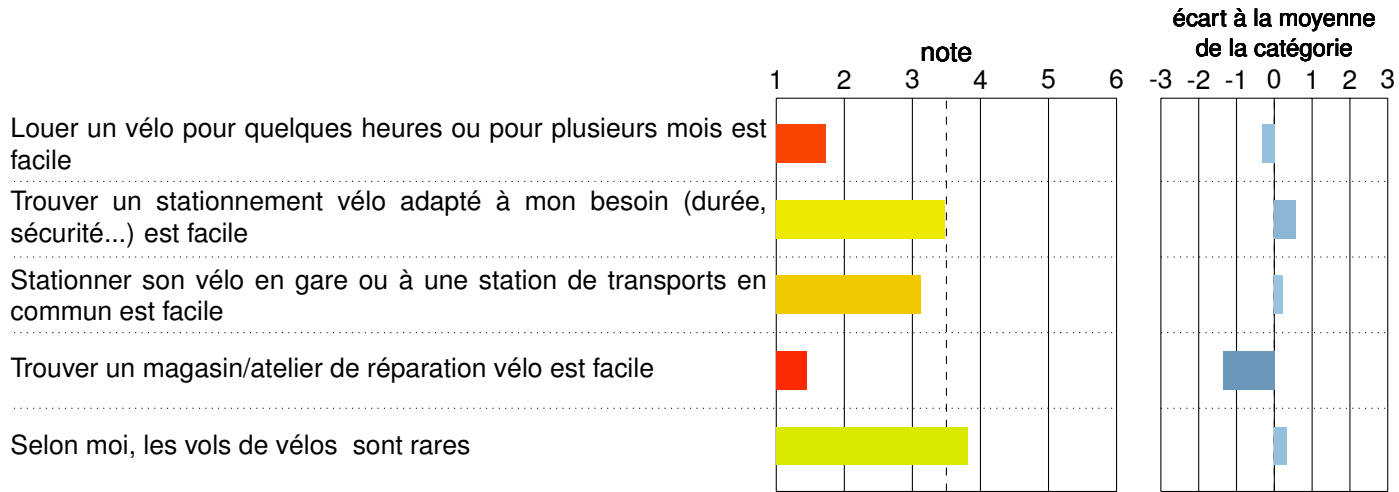 écart à la moyenne
note de la catégorie
1 2 3 4 5 6 -3 -2 -1 0 1 2 3
Louer un vélo pour quelques heures ou pour plusieurs mois est
facile
Trouver un stationnement vélo adapté à mon besoin (durée,
sécurité...) est facile
Stationner son vélo en gare ou à une station de transports en
commun est facile
Trouver un magasin/atelier de réparation vélo est facile
Selon moi, les vols de vélos  sont rares